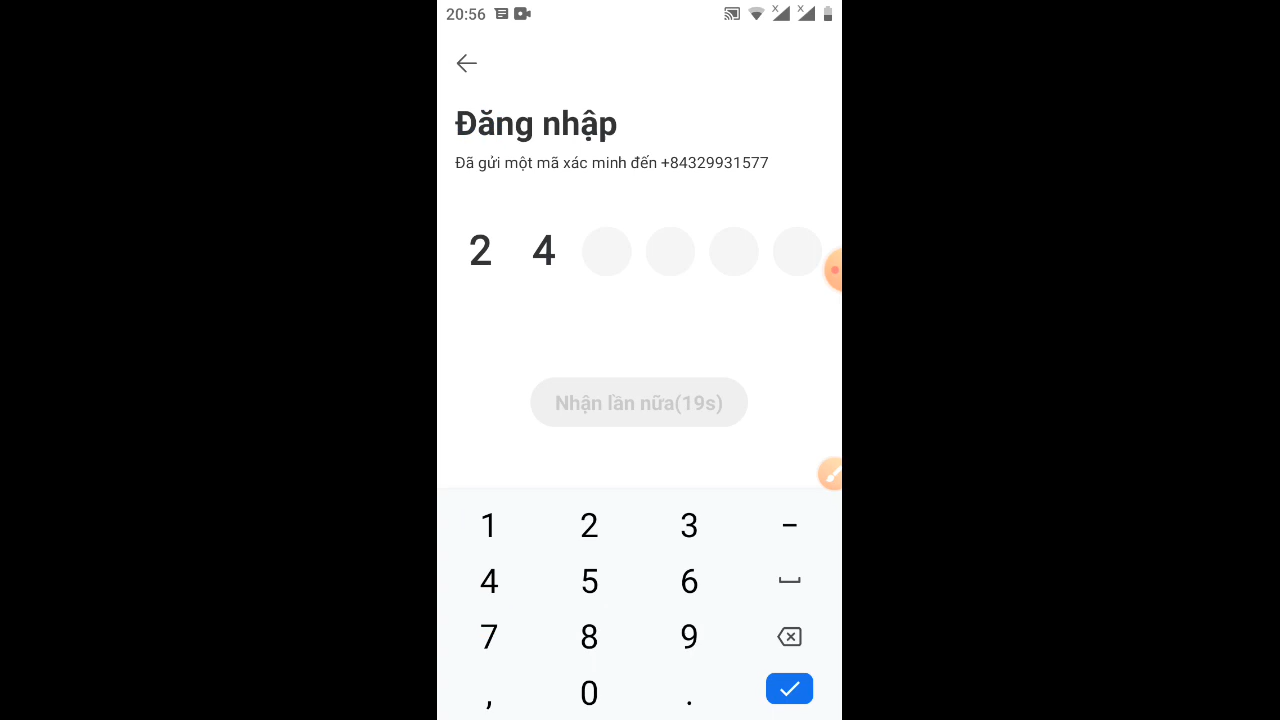 20:56
Đăng nhập
Đã gửi một mã xác minh đến +84329931577
2 4
Nhận lần nữa(19s)
1 2 3 –
4 5 6
7 8 9
, 0 .